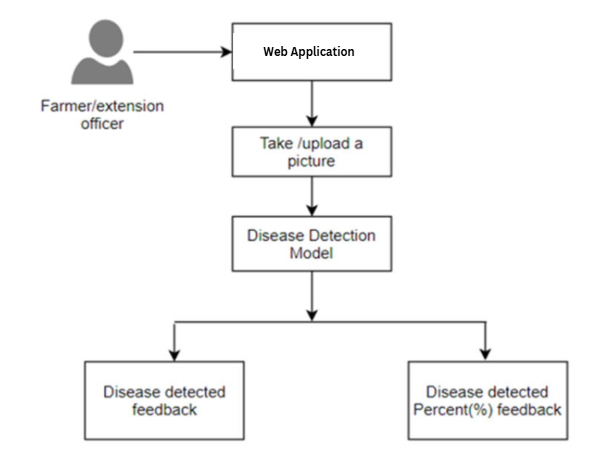 Web Application
Farmer/extension
officer
Take /upload a
picture
Disease Detection
Model
Disease detected
feedback
Disease detected
Percent(%) feedback